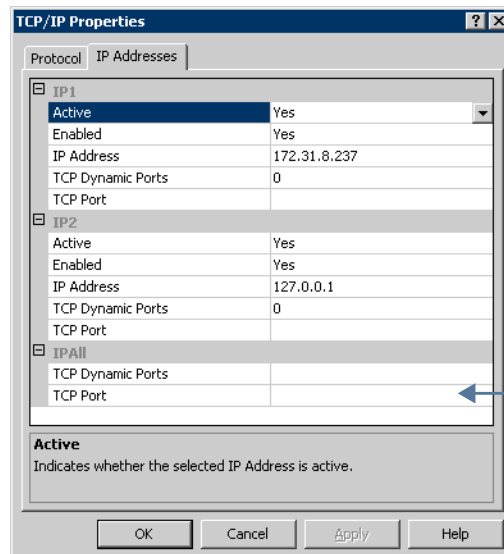 TCP/IP Properties
Protocol IP Addresses
IP1
Active Yes
Enabled Yes
IP Address 172.31.8.237
TCP Dynamic Ports 0
TCP Port
IP2
Active Yes
Enabled Yes
IP Address 127.0.0.1
TCP Dynamic Ports 0
TCP Port
IPAll
TCP Dynamic Ports
TCP Port
Active
Indicates whether the selected IP Address is active.
OK Cancel Apply Help